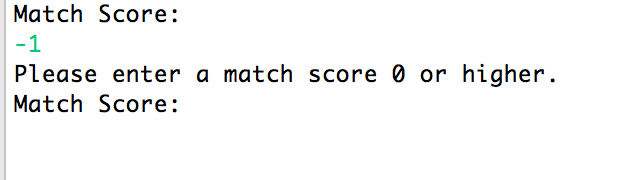 Match Score:
-1
Please enter a match score 0 or higher.
Match Score: